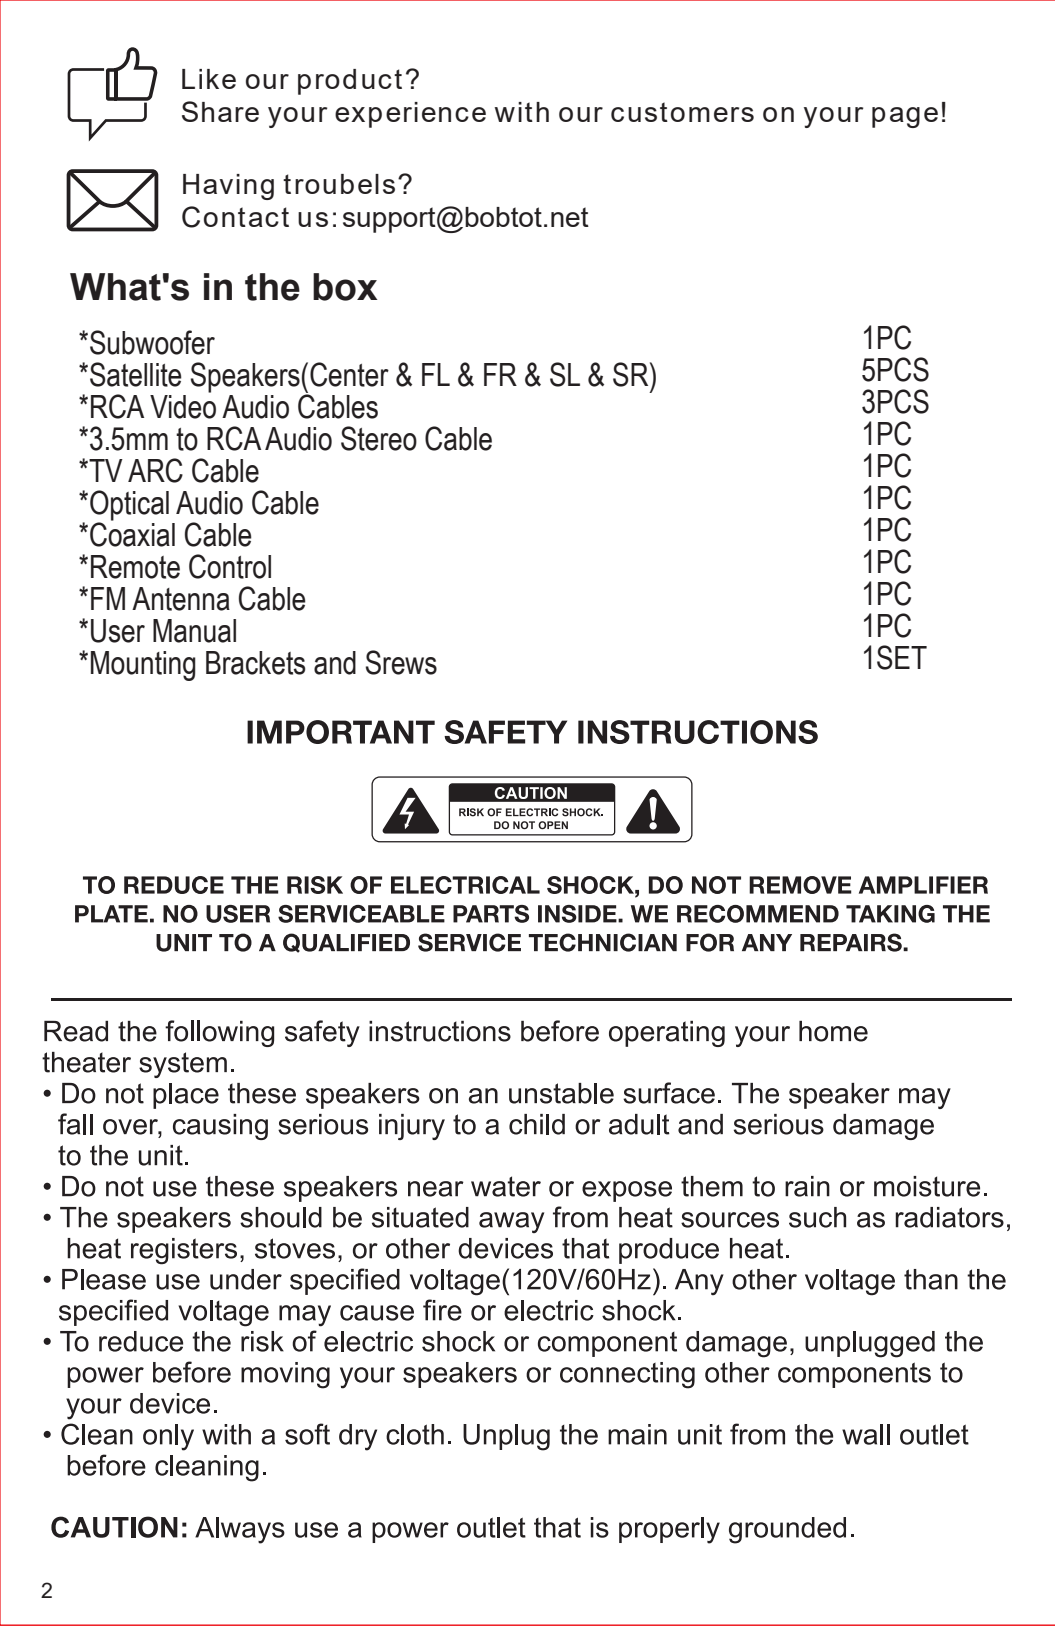 Like our product?
Share your experience with our customers on your page!
Having troubels?
Contact us: support@bobtot.net
What's in the box
*Subwoofer 1PC
*Satellite Speakers(Center & FL & FR & SL & SR) 5PCS
*RCA Video Audio Cables 3PCS
*3.5mm to RCA Audio Stereo Cable 1PC
*TV ARC Cable 1PC
*Optical Audio Cable 1PC
*Coaxial Cable 1PC
*Remote Control 1PC
*FM Antenna Cable 1PC
*User Manual 1PC
*Mounting Brackets and Srews 1SET
IMPORTANT SAFETY INSTRUCTIONS
CAUTION
RISK OF ELECTRIC SHOCK.
DO NOT OPEN
TO REDUCE THE RISK OF ELECTRICAL SHOCK, DO NOT REMOVE AMPLIFIER
PLATE. NO USER SERVICEABLE PARTS INSIDE. WE RECOMMEND TAKING THE
UNIT TO A QUALIFIED SERVICE TECHNICIAN FOR ANY REPAIRS.
Read the following safety instructions before operating your home
theater system.
• Do not place these speakers on an unstable surface. The speaker may
fall over, causing serious injury to a child or adult and serious damage
to the unit.
• Do not use these speakers near water or expose them to rain or moisture.
• The speakers should be situated away from heat sources such as radiators,
heat registers, stoves, or other devices that produce heat.
• Please use under specified voltage(120V/60Hz). Any other voltage than the
specified voltage may cause fire or electric shock.
• To reduce the risk of electric shock or component damage, unplugged the
power before moving your speakers or connecting other components to
your device.
• Clean only with a soft dry cloth. Unplug the main unit from the wall outlet
before cleaning.
CAUTION: Always use a power outlet that is properly grounded.
2